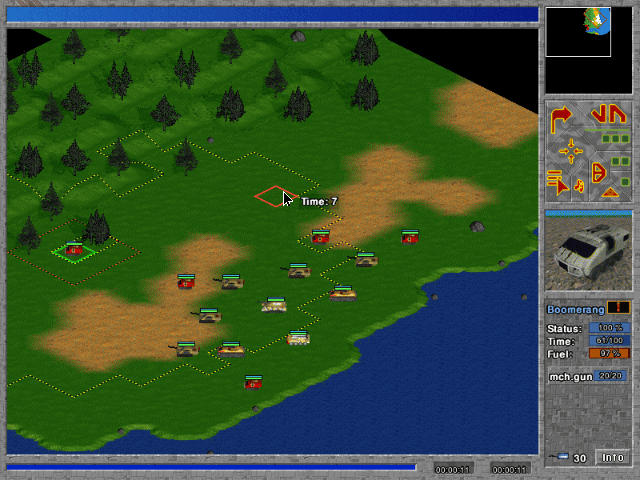 Time: 7
Boomerang
Status: 100 %
Time: 61/100
Fuel: 97 %
mch.gun 20/20
30 Info
00:00:11 00:00:11